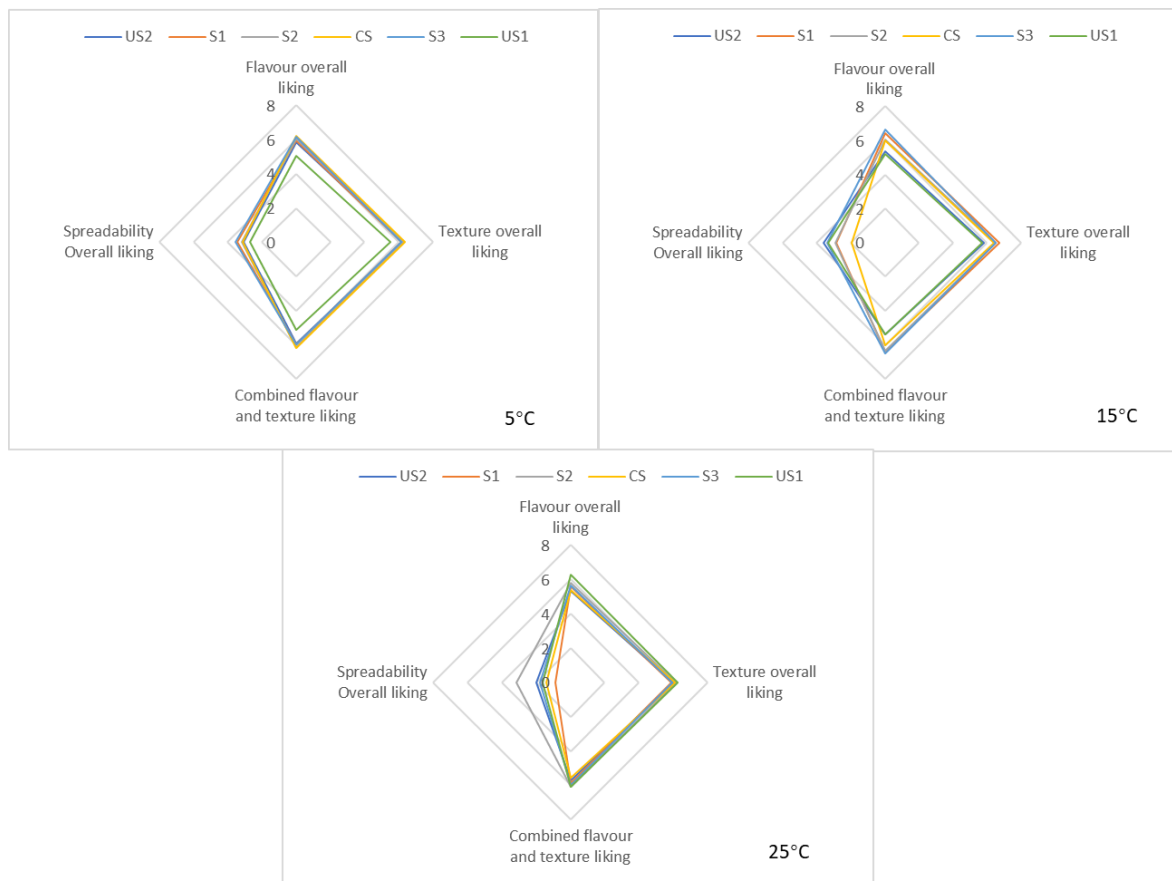 US2 S1 S2 CS S3 US1
Flavour overall
liking
8
6
4
2
0
Spreadability
Overall liking
Texture overall
liking
Combined flavour
and texture liking
5°C
US2 S1 S2 CS S3 US1
Flavour overall
liking
8
6
4
2
0
Spreadability
Overall liking
Texture overall
liking
Combined flavour
and texture liking
15°C
US2 S1 S2 CS S3 US1
Flavour overall
liking
8
6
4
2
0
Spreadability
Overall liking
Texture overall
liking
Combined flavour
and texture liking
25°C